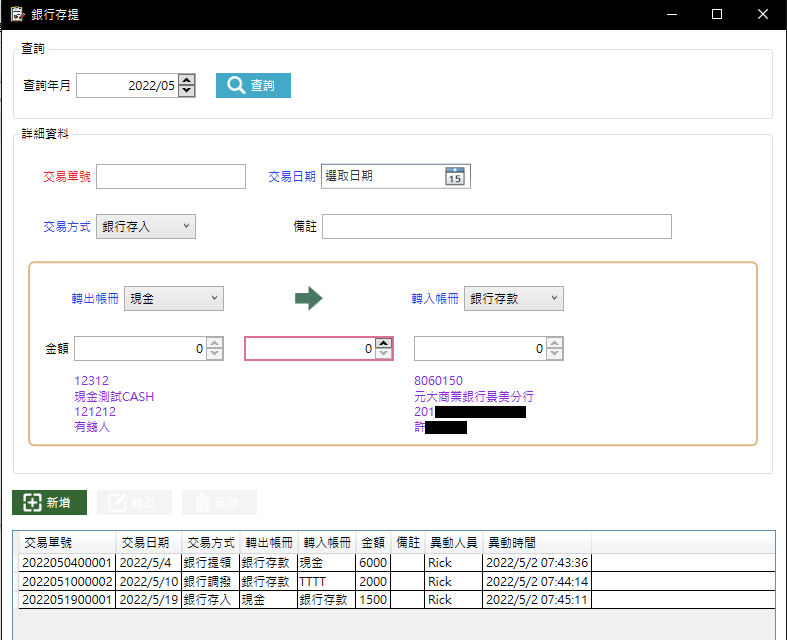 銀行存提
查詢
查詢年月 2022/05 查詢
詳細資料
交易單號 交易日期 選取日期 15
交易方式 銀行存入 備註
轉出帳冊 現金 轉入帳冊 銀行存款
金額 0 0 0
12312
現金測試CASH
121212
有錢人
8060150
元大商業銀行景美分行
201
許
新增 修改 刪除
交易單號 交易日期 交易方式 轉出帳冊 轉入帳冊 金額 備註 異動人員 異動時間
2022050400001 2022/5/4 銀行提領 銀行存款 現金 6000 Rick 2022/5/2 07:43:36
2022051000002 2022/5/10 銀行調撥 銀行存款 TTTT 2000 Rick 2022/5/2 07:44:14
2022051900001 2022/5/19 銀行存入 現金 銀行存款 1500 Rick 2022/5/2 07:45:11